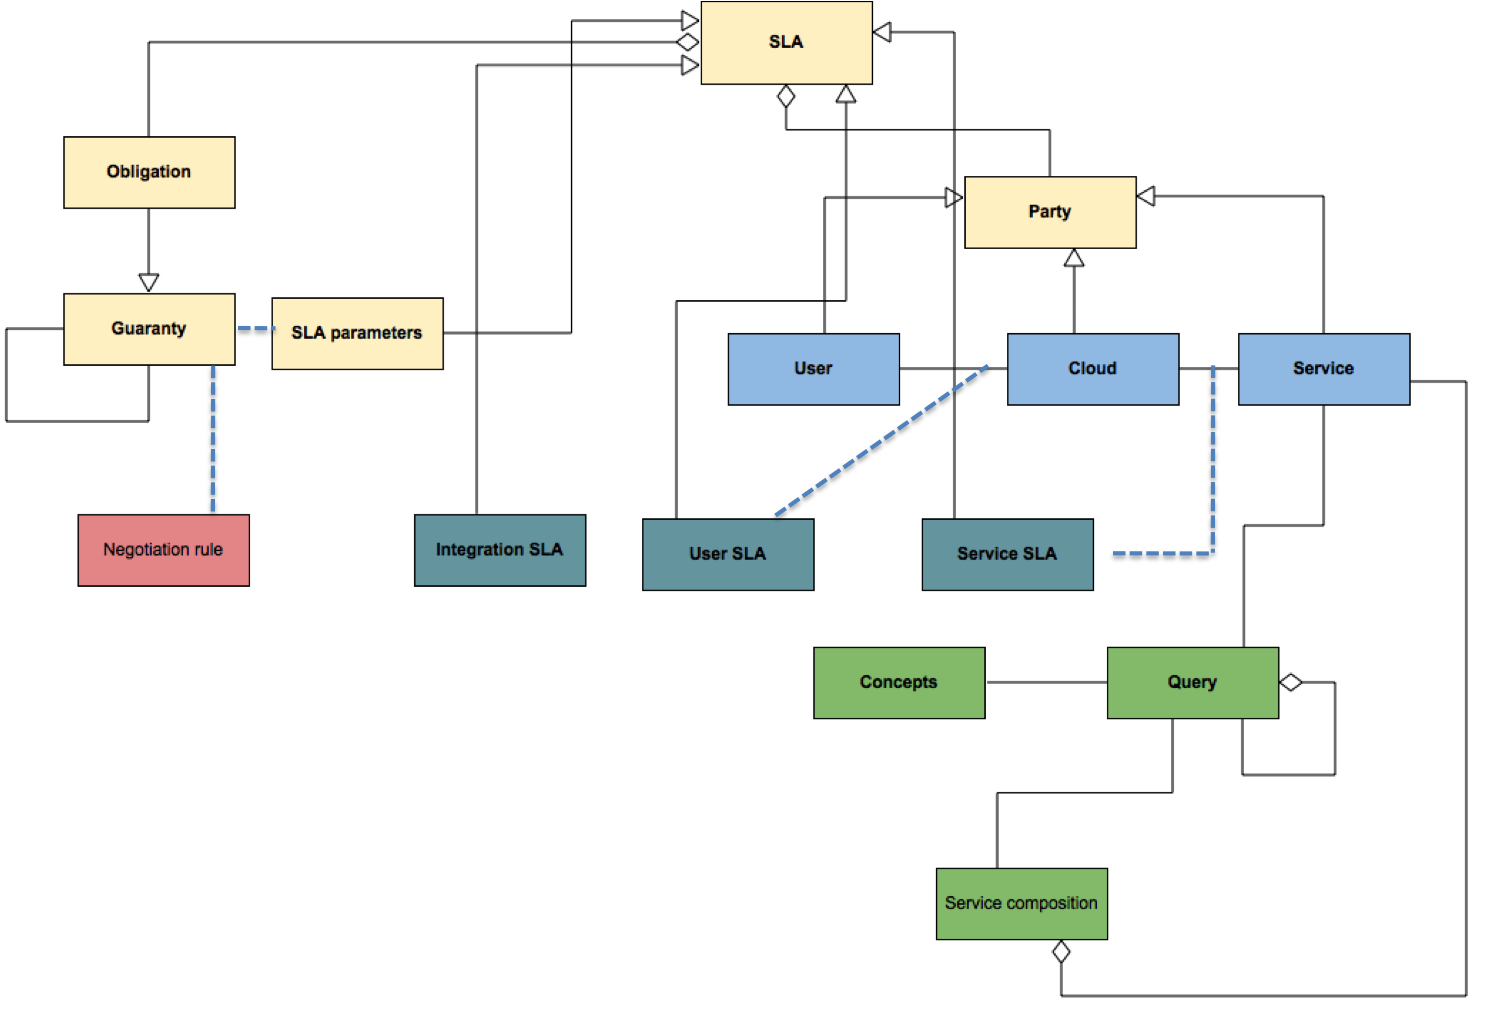 SLA
Obligation
Party
Guaranty
SLA parameters
User
Cloud
Service
Negotiation rule
Integration SLA
User SLA
Service SLA
Concepts
Query
Service composition